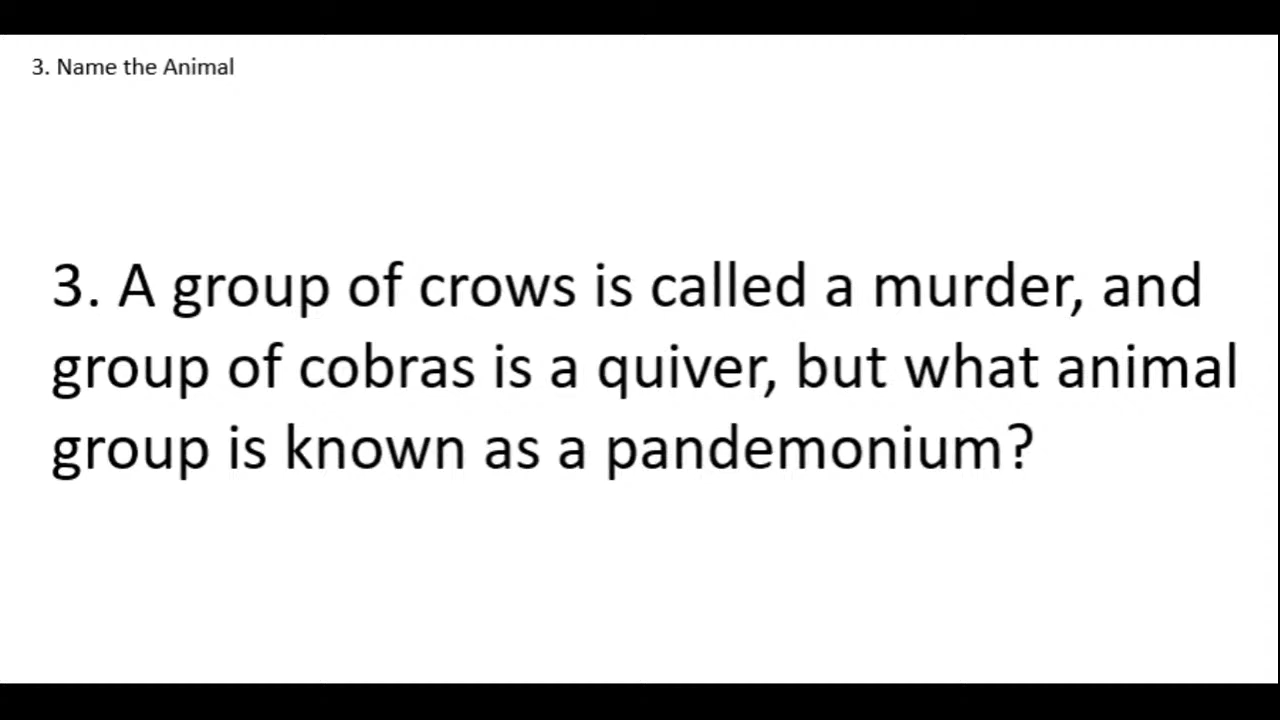 3. Name the Animal
3. A group of crows is called a murder, and
group of cobras is a quiver, but what animal
group is known as a pandemonium?